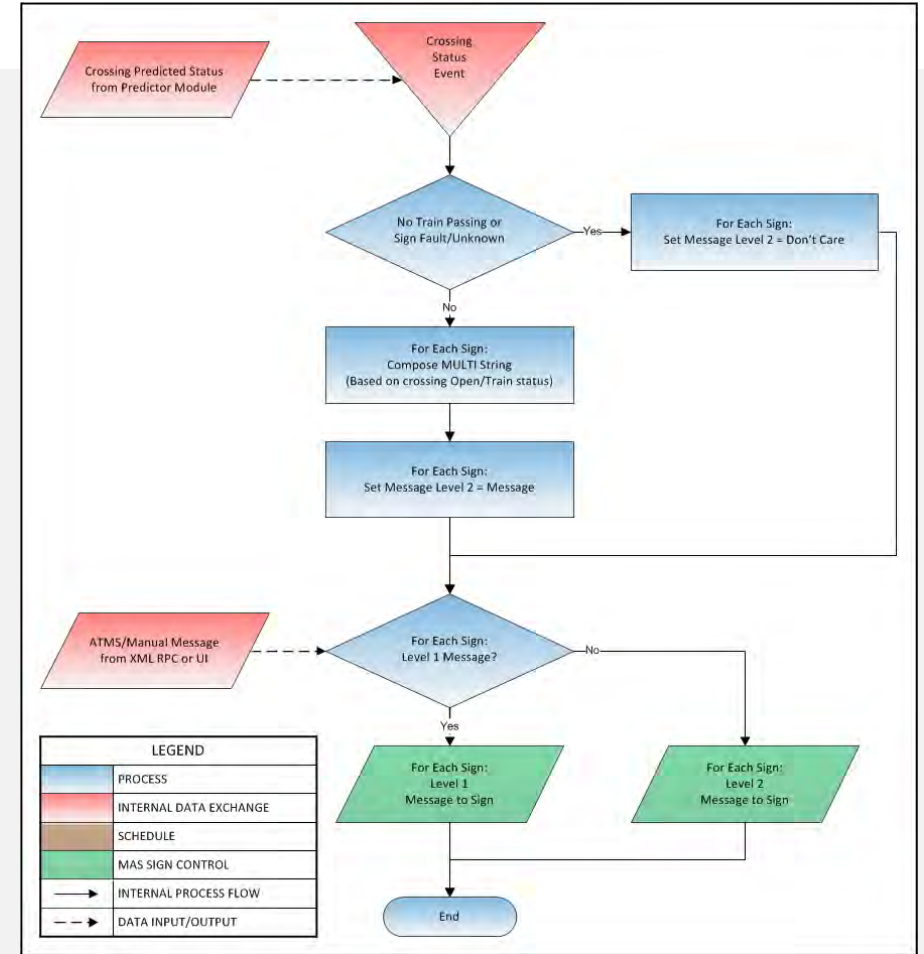 Crossing
Status
Event
Crossing Predicted Status
from Predictor Module
No Train Passing or
Sign Fault/Unknown
Yes
For Each Sign:
Set Message Level 2 = Don't Care
No
For Each Sign:
Compose MULTI String
(Based on crossing Open/Train status)
For Each Sign:
Set Message Level 2 = Message
ATMS/Manual Message
from XML RPC or UI
For Each Sign:
Level 1 Message?
No
Yes
For Each Sign:
Level 1
Message to Sign
For Each Sign:
Level 2
Message to Sign
End
LEGEND
PROCESS
INTERNAL DATA EXCHANGE
SCHEDULE
MAS SIGN CONTROL
INTERNAL PROCESS FLOW
DATA INPUT/OUTPUT